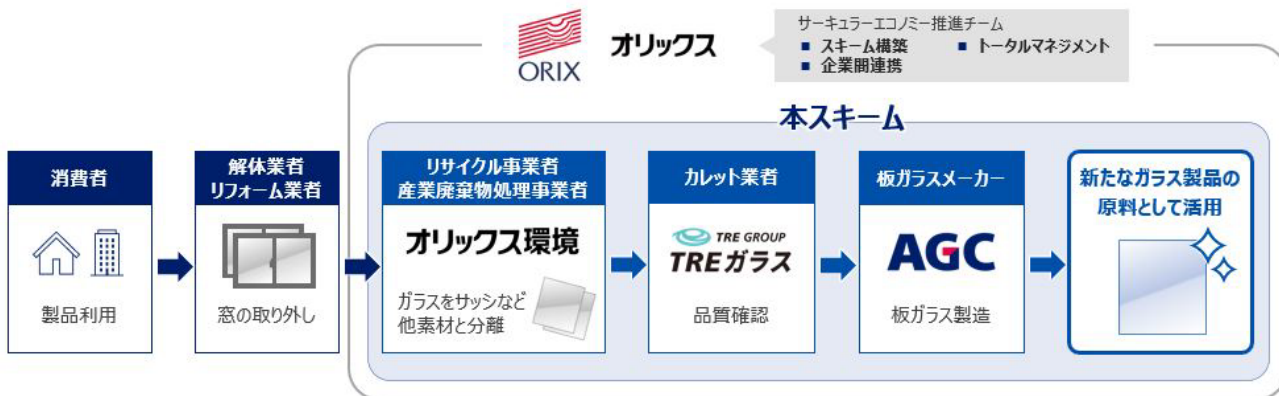 ORIX
オリックス
サーキュラーエコノミー推進チーム
■ スキーム構築 ■ トータルマネジメント
■ 企業間連携
本スキーム
消費者
製品利用
解体業者
リフォーム業者
窓の取り外し
リサイクル事業者
産業廃棄物処理事業者
オリックス環境
ガラスをサッシなど
他素材と分離
カレット業者
TRE GROUP
TREガラス
品質確認
板ガラスメーカー
AGC
板ガラス製造
新たなガラス製品の
原料として活用